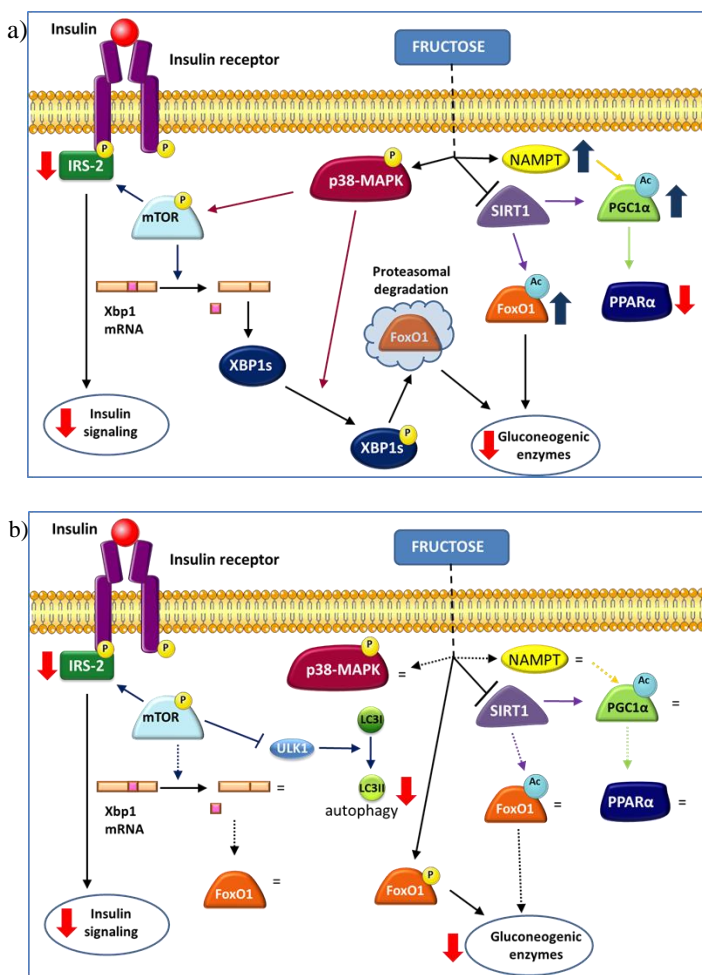 a)
Insulin
Insulin receptor
FRUCTOSE
P
IRS-2
P
P
p38-MAPK
NAMPT
P
mTOR
SIRT1
Ac
PGC1α
Xbp1
mRNA
Proteasomal
degradation
FoxO1
Ac
FoxO1
PPARα
XBP1s
Insulin
signaling
P
XBP1s
Gluconeogenic
enzymes
b)
Insulin
Insulin receptor
FRUCTOSE
P
IRS-2
P
P
p38-MAPK
=
NAMPT
=
P
mTOR
SIRT1
Ac
PGC1α
=
ULK1
LC3I
LC3II
autophagy
Xbp1
mRNA
=
Ac
FoxO1
=
PPARα
=
FoxO1
=
P
FoxO1
Insulin
signaling
Gluconeogenic
enzymes